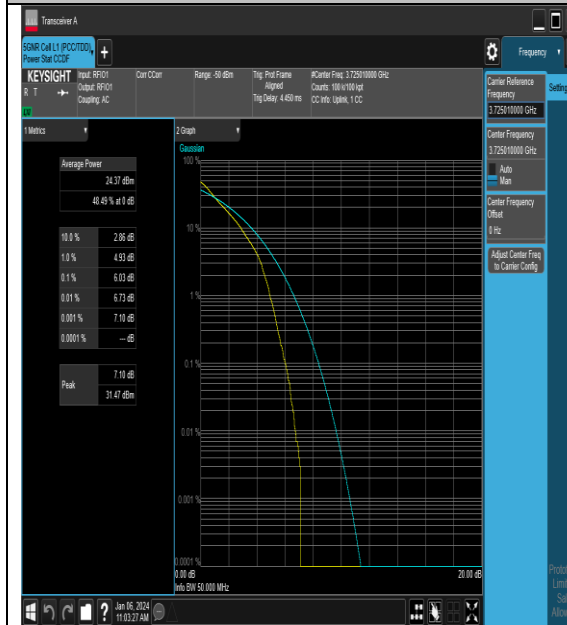 Transceiver A
5GNR Cell L1 (PCC/TDD),
Power Stat CCDF
+
Frequency
KEYSIGHT
R T
Input: RFIO1
Output: RFIO1
Coupling: AC
Corr CCorr
Range: -50 dBm
Trig: Prot Frame
Aligned
Trig Delay: 4.450 ms
#Center Freq: 3.725010000 GHz
Counts: 100 k/100 kpt
CC Info: Uplink, 1 CC
Carrier Reference
Frequency
3.725010000 GHz
Setting
Center Frequency
3.725010000 GHz
Auto
Man
Center Frequency
Offset
0 Hz
Adjust Center Freq
to Carrier Config
1 Metrics
Average Power
24.37 dBm
48.49 % at 0 dB
10.0 % 2.86 dB
1.0 % 4.93 dB
0.1 % 6.03 dB
0.01 % 6.73 dB
0.001 % 7.10 dB
0.0001 % --- dB
Peak
7.10 dB
31.47 dBm
2 Graph
Gaussian
100 %
10 %
1 %
0.1 %
0.01 %
0.001 %
0.0001 %
0.00 dB
20.00 dB
Info BW 50.000 MHz
Jan 06, 2024
11:03:27 AM
?